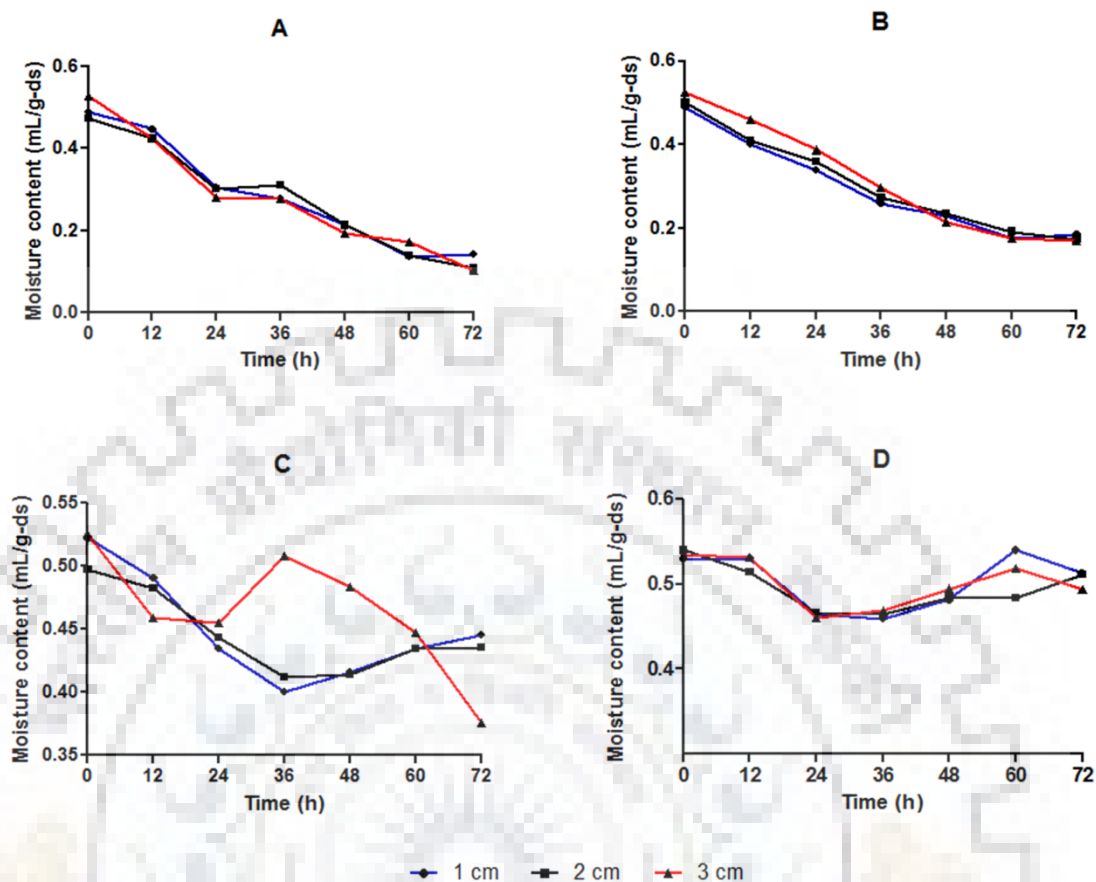 A
Moisture content (mL/g-ds)
0.6
0.4
0.2
0.0
0 12 24 36 48 60 72
Time (h)
B
Moisture content (mL/g-ds)
0.6
0.4
0.2
0.0
0 12 24 36 48 60 72
Time (h)
C
Moisture content (mL/g-ds)
0.55
0.50
0.45
0.40
0.35
0 12 24 36 48 60 72
Time (h)
D
Moisture content (mL/g-ds)
0.6
0.5
0.4
0 12 24 36 48 60 72
Time (h)
1 cm 2 cm 3 cm